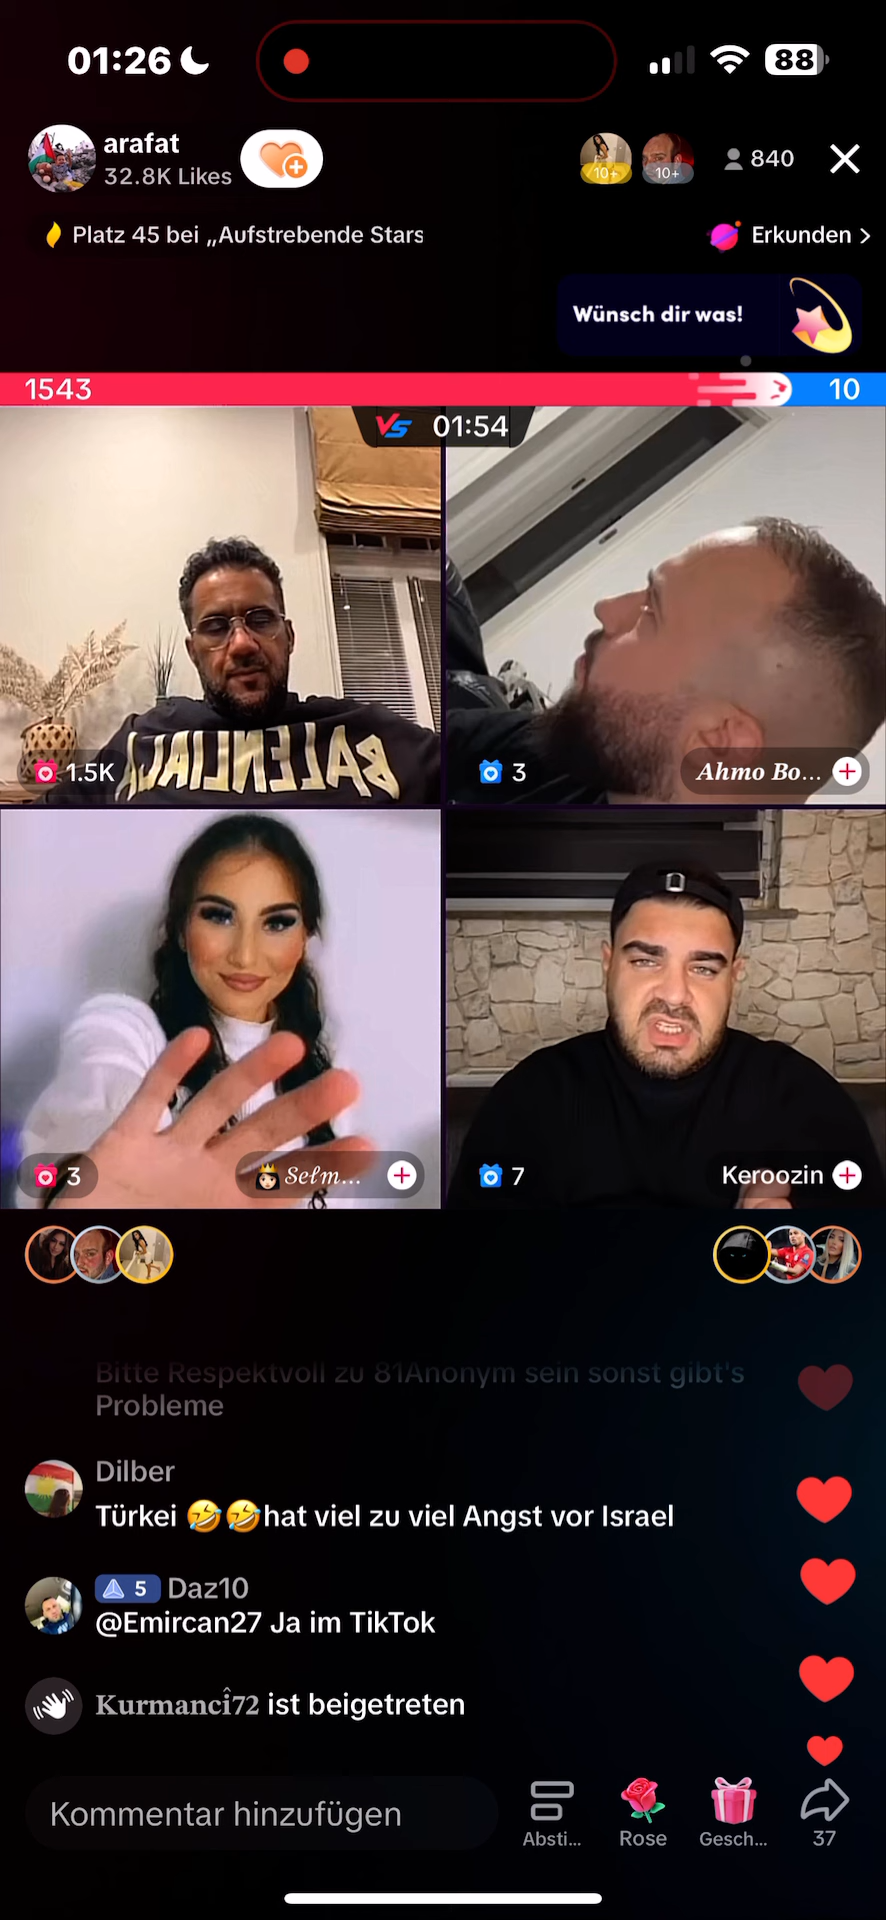 01:26
88
arafat
32.8K Likes
10+
10+
840
Platz 45 bei „Aufstrebende Stars
Erkunden >
Wünsch dir was!
1543
10
VS 01:54
BALENCIAGA
1.5K
3
Ahmo Bo...
3
Selm...
7
Keroozin
Bitte Respektvoll zu 81Anonym sein sonst gibt's
Probleme
Dilber
Türkei 🤣🤣hat viel zu viel Angst vor Israel
5 Daz10
@Emircan27 Ja im TikTok
Kurmancî72 ist beigetreten
Kommentar hinzufügen
Absti...
Rose
Gesch...
37